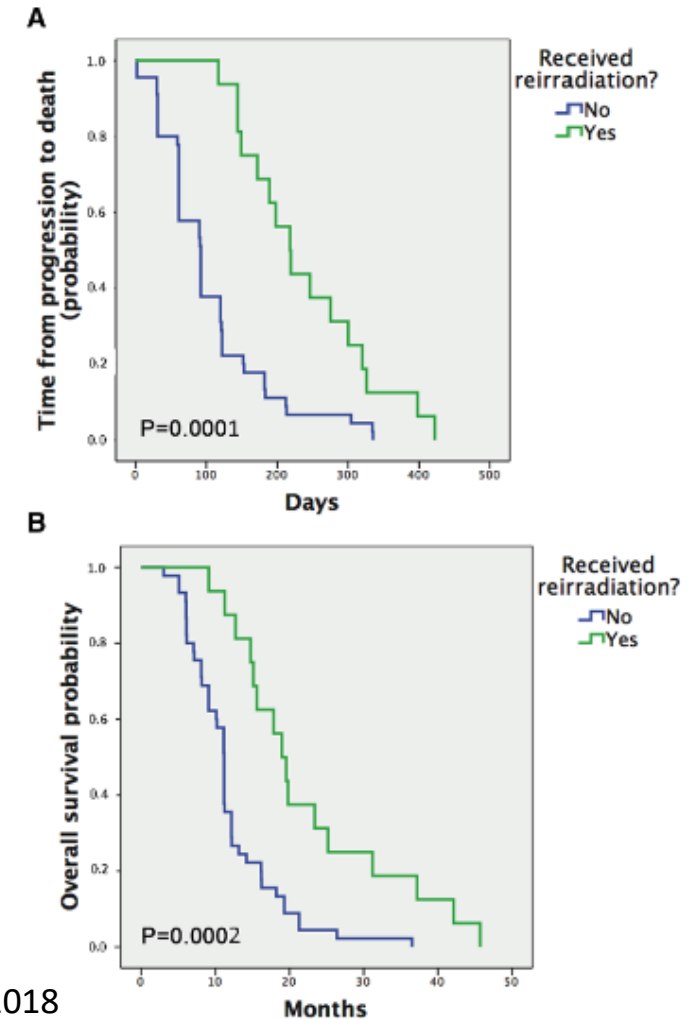 A
Time from progression to death
(probability)
1.0
0.8
0.6
0.4
0.2
0.0
P=0.0001
0 100 200 300 400 500
Days
Received
reirradiation?
No
Yes
B
Overall survival probability
1.0
0.8
0.6
0.4
0.2
0.0
P=0.0002
0 10 20 30 40 50
Months
Received
reirradiation?
No
Yes
2018